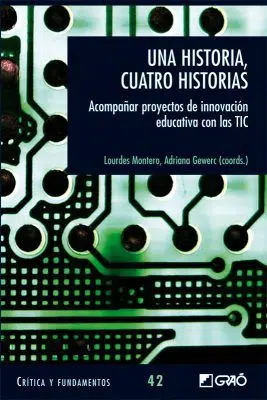 UNA HISTORIA,
CUATRO HISTORIAS
Acompañar proyectos de innovación
educativa con las TIC
Lourdes Montero, Adriana Gewerc (coords.)
CRÍTICA Y FUNDAMENTOS 42 GRAÓ